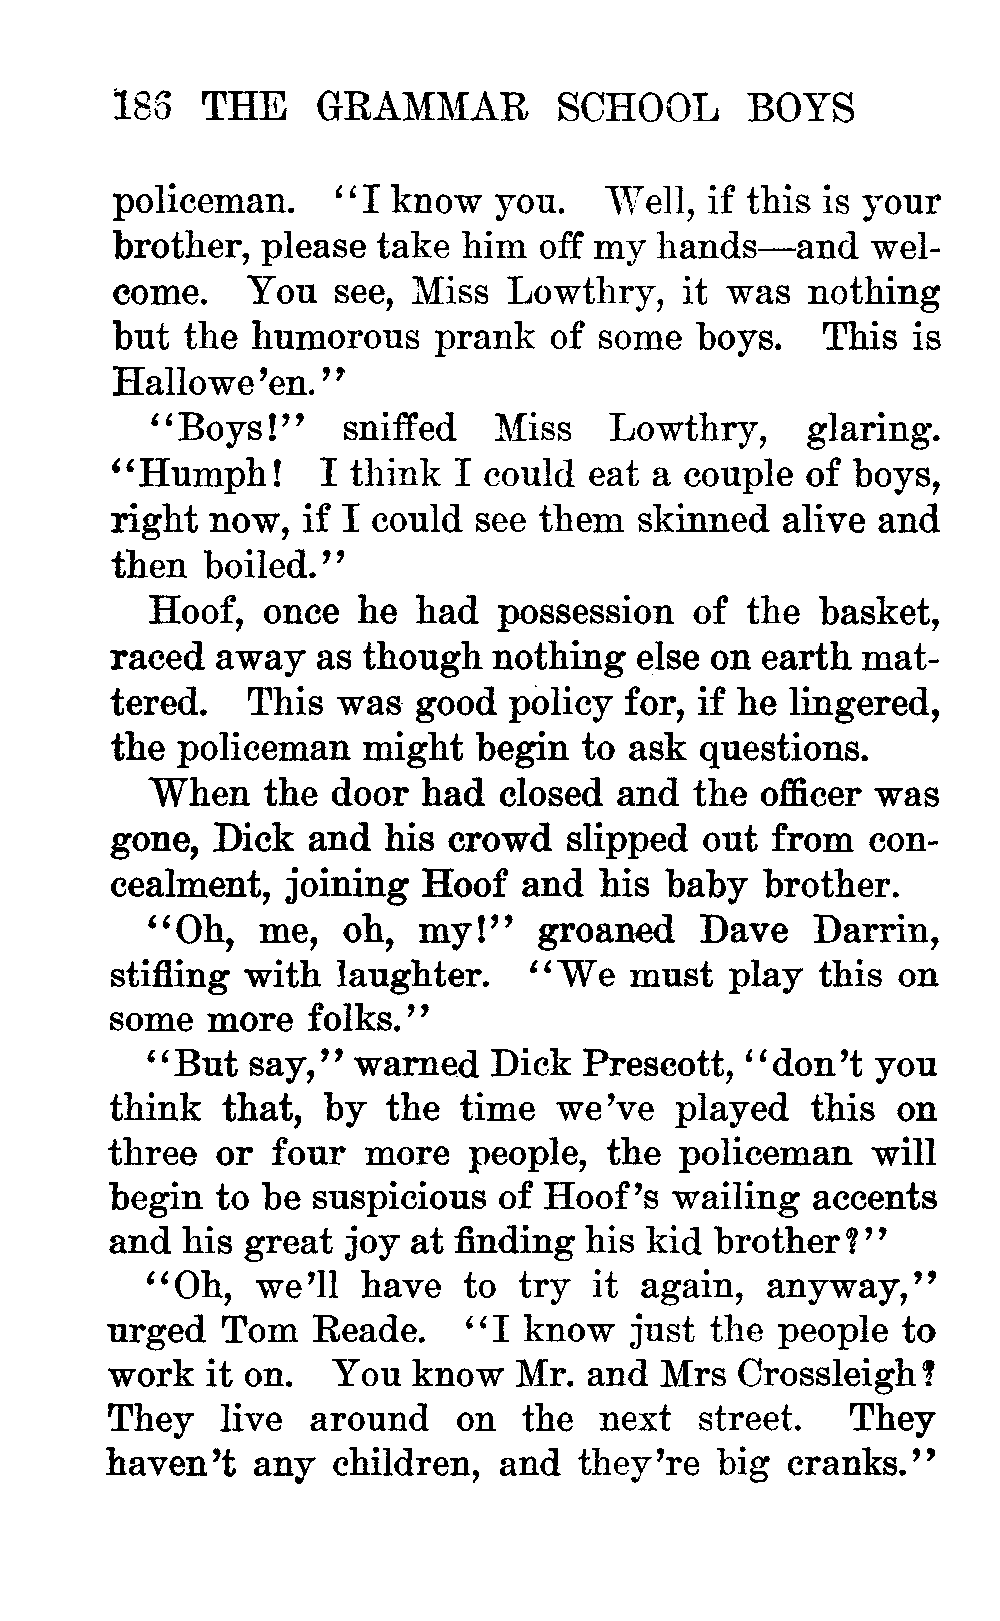 186 THE GRAMMAR SCHOOL BOYS
policeman. "I know you. Well, if this is your
brother, please take him off my hands—and wel-
come. You see, Miss Lowthry, it was nothing
but the humorous prank of some boys. This is
Hallowe'en."
"Boys!" sniffed Miss Lowthry, glaring.
"Humph! I think I could eat a couple of boys,
right now, if I could see them skinned alive and
then boiled."
Hoof, once he had possession of the basket,
raced away as though nothing else on earth mat-
tered. This was good policy for, if he lingered,
the policeman might begin to ask questions.
When the door had closed and the officer was
gone, Dick and his crowd slipped out from con-
cealment, joining Hoof and his baby brother.
"Oh, me, oh, my!" groaned Dave Darrin,
stifling with laughter. "We must play this on
some more folks."
"But say," warned Dick Prescott, "don't you
think that, by the time we've played this on
three or four more people, the policeman will
begin to be suspicious of Hoof's wailing accents
and his great joy at finding his kid brother?"
"Oh, we'll have to try it again, anyway,"
urged Tom Reade. "I know just the people to
work it on. You know Mr. and Mrs Crossleigh?
They live around on the next street. They
haven't any children, and they're big cranks."